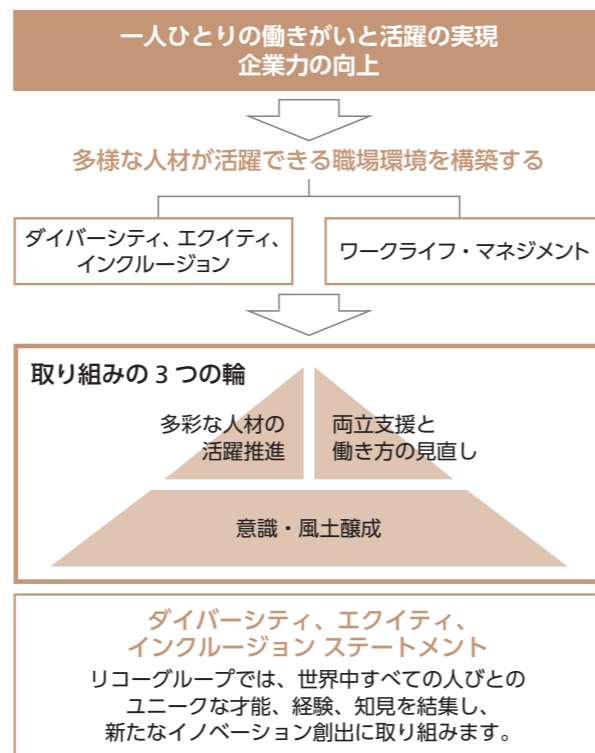 一人ひとりの働きがいと活躍の実現
企業力の向上
多様な人材が活躍できる職場環境を構築する
ダイバーシティ、エクイティ、
インクルージョン
ワークライフ・マネジメント
取り組みの 3 つの輪
多彩な人材の
活躍推進
両立支援と
働き方の見直し
意識・風土醸成
ダイバーシティ、エクイティ、
インクルージョン ステートメント
リコーグループでは、世界中すべての人びとの
ユニークな才能、経験、知見を結集し、
新たなイノベーション創出に取り組みます。